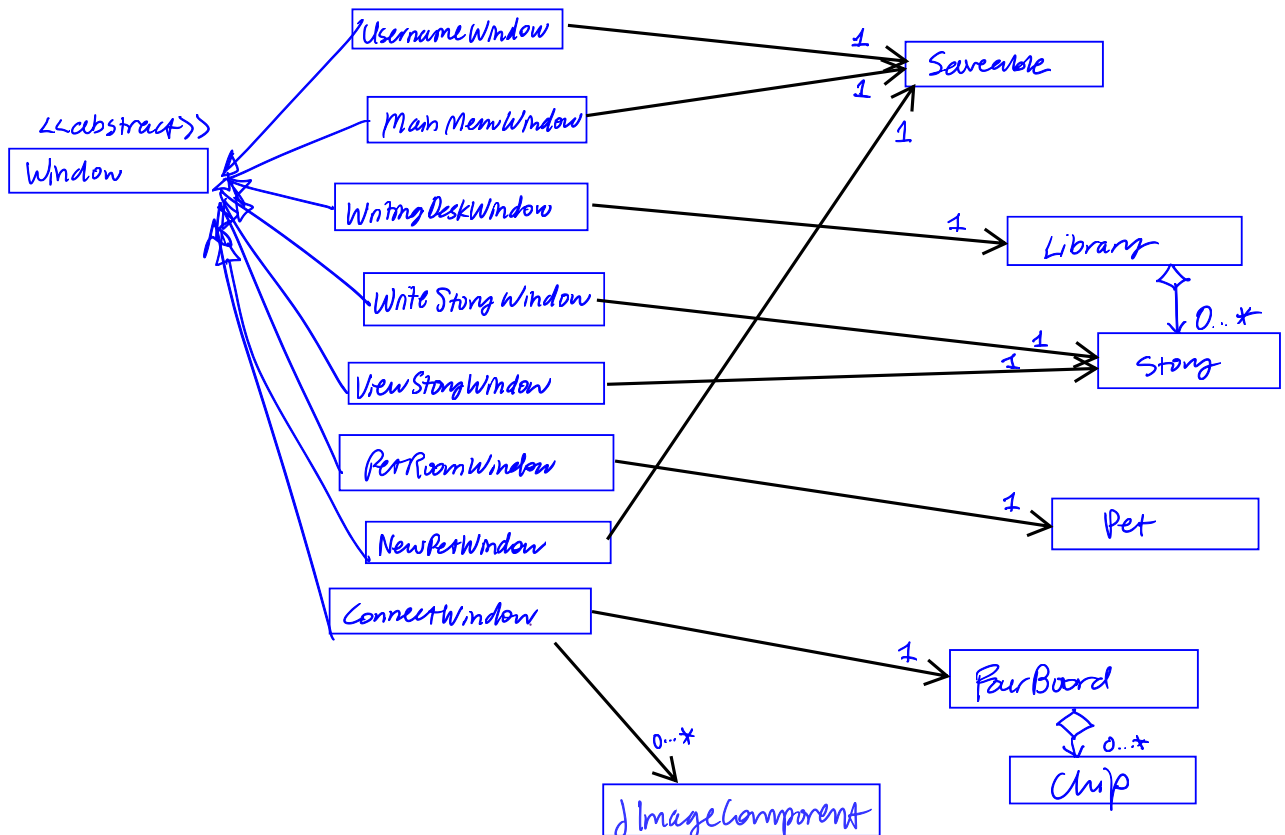 UsernameWindow
1
Saveable
MainMenuWindow
1
<<abstract>>
1
Window
WritingDeskWindow
1
Library
WriteStoryWindow
0...*
1
Story
ViewStoryWindow
1
PetRoomWindow
1
Pet
NewPetWindow
ConnectWindow
1
FourBoard
0...*
0...*
Chip
JImageComponent